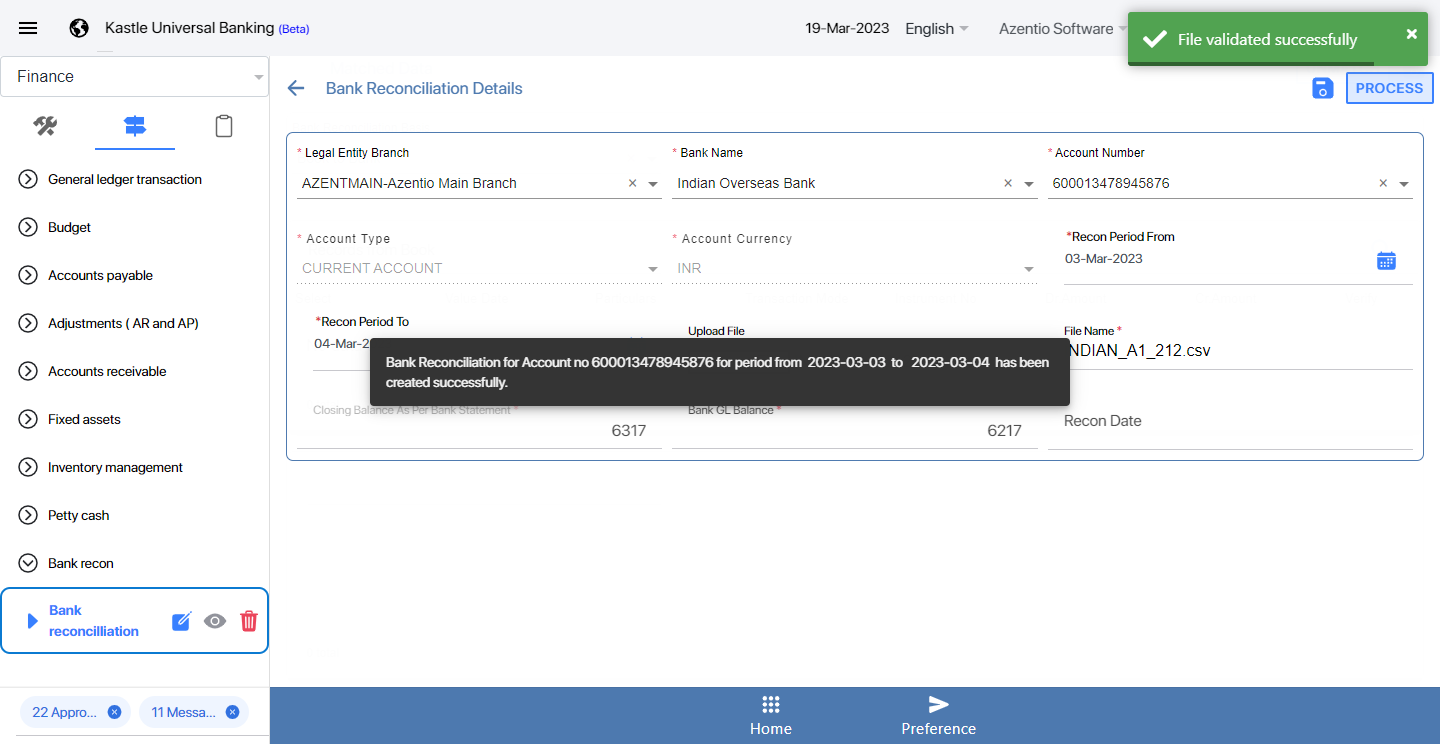 Kastle Universal Banking (Beta)
19-Mar-2023
English
Azentio Software
File validated successfully
Finance
Bank Reconciliation Details
PROCESS
General ledger transaction
Budget
Accounts payable
Adjustments ( AR and AP)
Accounts receivable
Fixed assets
Inventory management
Petty cash
Bank recon
Bank
reconcilliation
22 Appro...
11 Messa...
* Legal Entity Branch
* Bank Name
* Account Number
AZENTMAIN-Azentio Main Branch
Indian Overseas Bank
600013478945876
* Account Type
* Account Currency
*Recon Period From
CURRENT ACCOUNT
INR
03-Mar-2023
*Recon Period To
Upload File
File Name *
04-Mar-2
NDIAN_A1_212.csv
Bank Reconciliation for Account no 600013478945876 for period from 2023-03-03 to 2023-03-04 has been
created successfully.
Closing Balance As Per Bank Statement *
Bank GL Balance *
Recon Date
6317
6217
Home
Preference